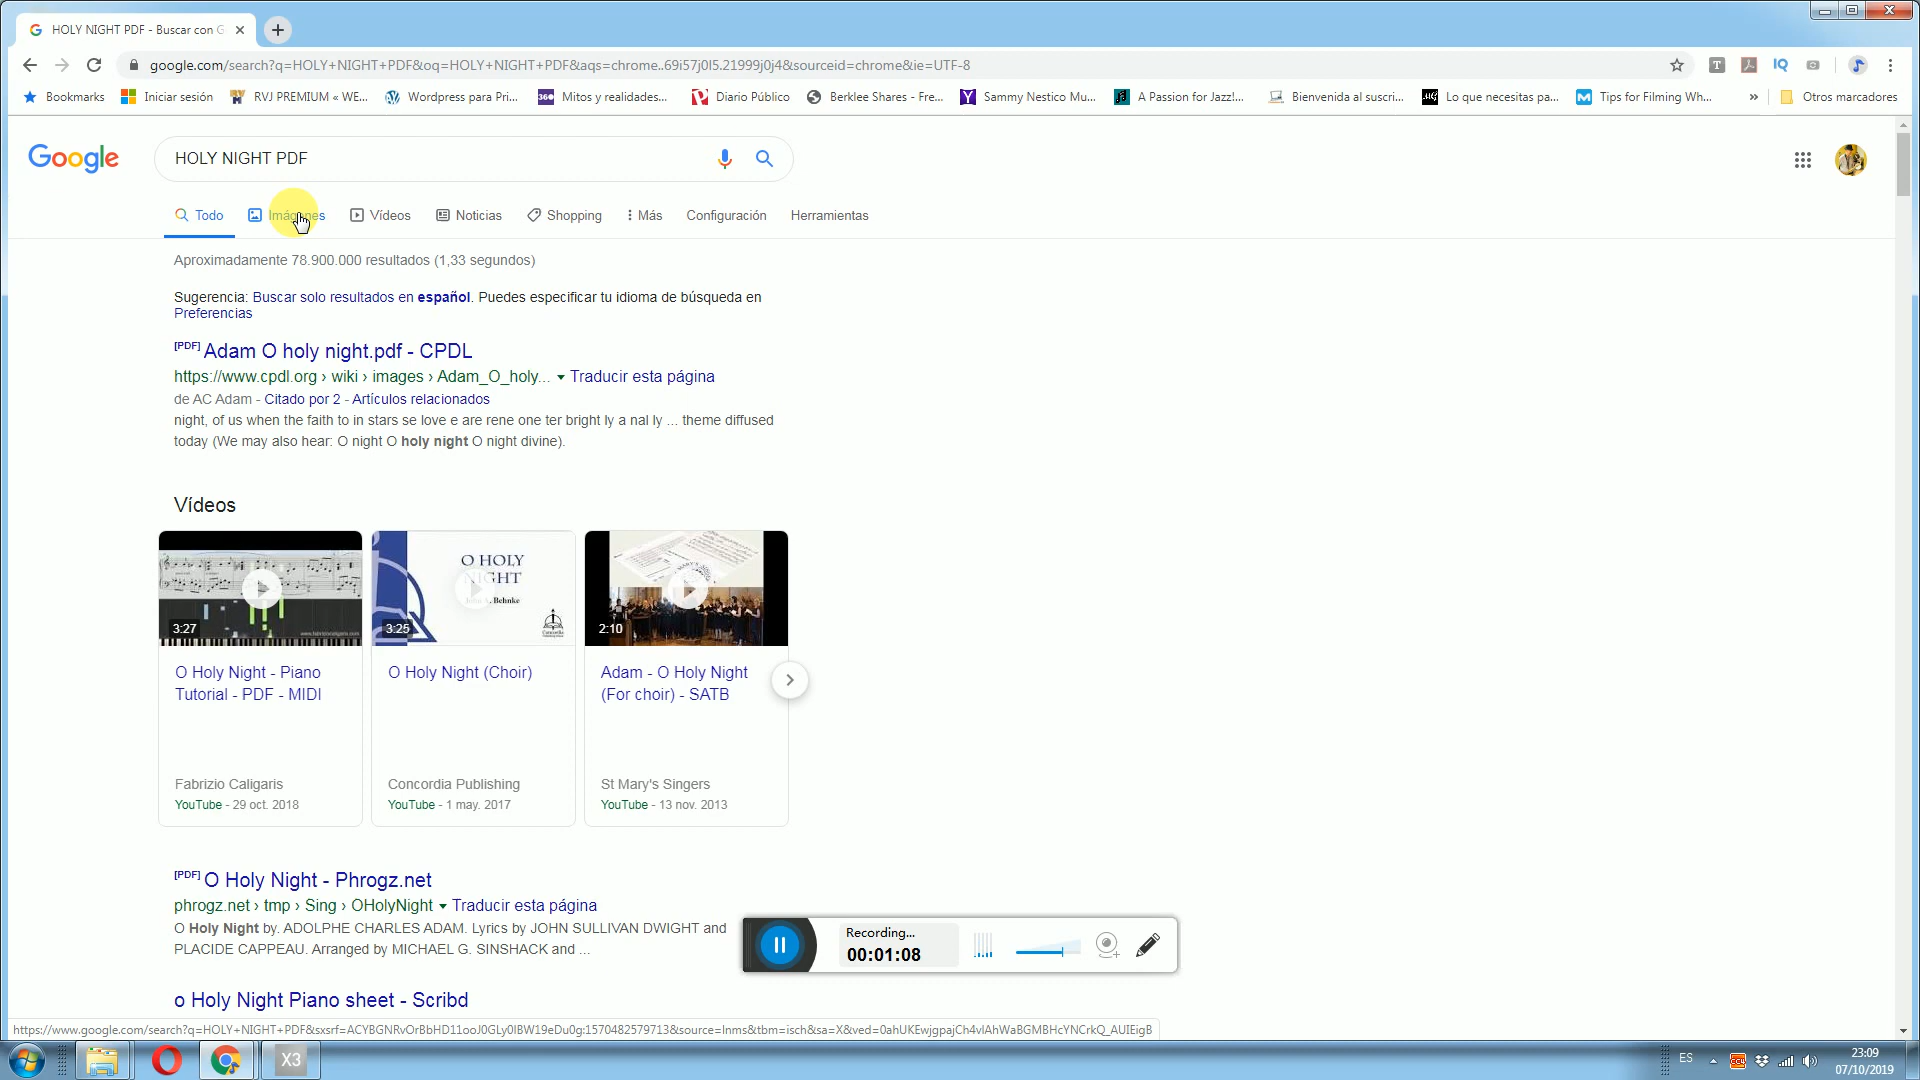 HOLY NIGHT PDF - Buscar con G
google.com/search?q=HOLY+NIGHT+PDF&oq=HOLY+NIGHT+PDF&aqs=chrome..69i57j0l5.21999j0j4&sourceid=chrome&ie=UTF-8
Bookmarks Iniciar sesión RVJ PREMIUM « WE... Wordpress para Pri... Mitos y realidades... Diario Público Berklee Shares - Fre... Sammy Nestico Mu... A Passion for Jazz!... Bienvenida al suscri... Lo que necesitas pa... Tips for Filming Wh... » Otros marcadores
Google HOLY NIGHT PDF
Todo Imágenes Vídeos Noticias Shopping Más Configuración Herramientas
Aproximadamente 78.900.000 resultados (1,33 segundos)
Sugerencia: Buscar solo resultados en español. Puedes especificar tu idioma de búsqueda en
Preferencias
[PDF] Adam O holy night.pdf - CPDL
https://www.cpdl.org › wiki › images › Adam_O_holy... Traducir esta página
de AC Adam - Citado por 2 - Artículos relacionados
night, of us when the faith to in stars se love e are rene one ter bright ly a nal ly ... theme diffused
today (We may also hear: O night O holy night O night divine).
Vídeos
O HOLY
NIGHT
Behnke
3:27 3:25 2:10
O Holy Night - Piano
Tutorial - PDF - MIDI
O Holy Night (Choir)
Adam - O Holy Night
(For choir) - SATB
Fabrizio Caligaris
YouTube - 29 oct. 2018
Concordia Publishing
YouTube - 1 may. 2017
St Mary's Singers
YouTube - 13 nov. 2013
[PDF] O Holy Night - Phrogz.net
phrogz.net › tmp › Sing › OHolyNight Traducir esta página
O Holy Night by. ADOLPHE CHARLES ADAM. Lyrics by JOHN SULLIVAN DWIGHT and
PLACIDE CAPPEAU. Arranged by MICHAEL G. SINSHACK and ...
Recording...
00:01:08
o Holy Night Piano sheet - Scribd
X3
ES
23:09
07/10/2019